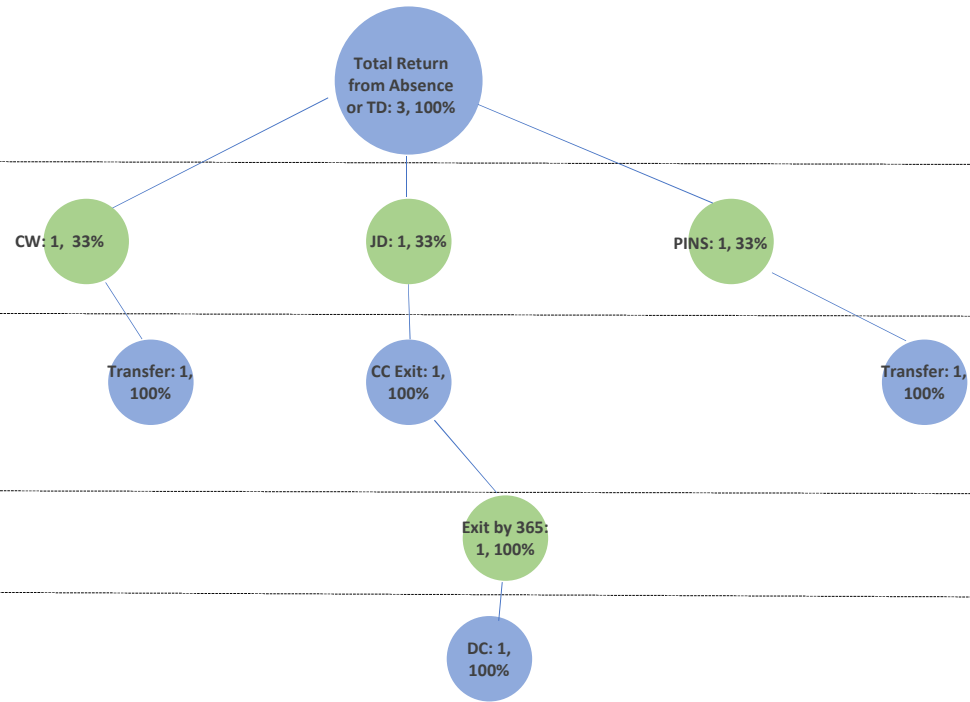 Total Return
from Absence
or TD: 3, 100%
CW: 1, 33%
JD: 1, 33%
PINS: 1, 33%
Transfer: 1,
100%
CC Exit: 1,
100%
Transfer: 1,
100%
Exit by 365:
1, 100%
DC: 1,
100%